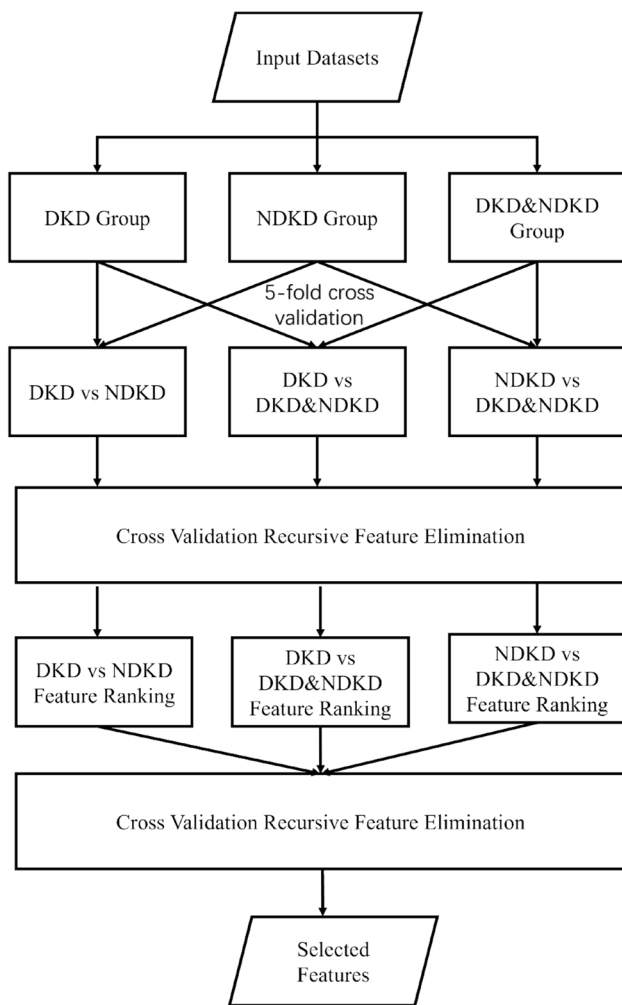 Input Datasets
DKD Group
NDKD Group
DKD&NDKD
Group
5-fold cross
validation
DKD vs NDKD
DKD vs
DKD&NDKD
NDKD vs
DKD&NDKD
Cross Validation Recursive Feature Elimination
DKD vs NDKD
Feature Ranking
DKD vs
DKD&NDKD
Feature Ranking
NDKD vs
DKD&NDKD
Feature Ranking
Cross Validation Recursive Feature Elimination
Selected
Features